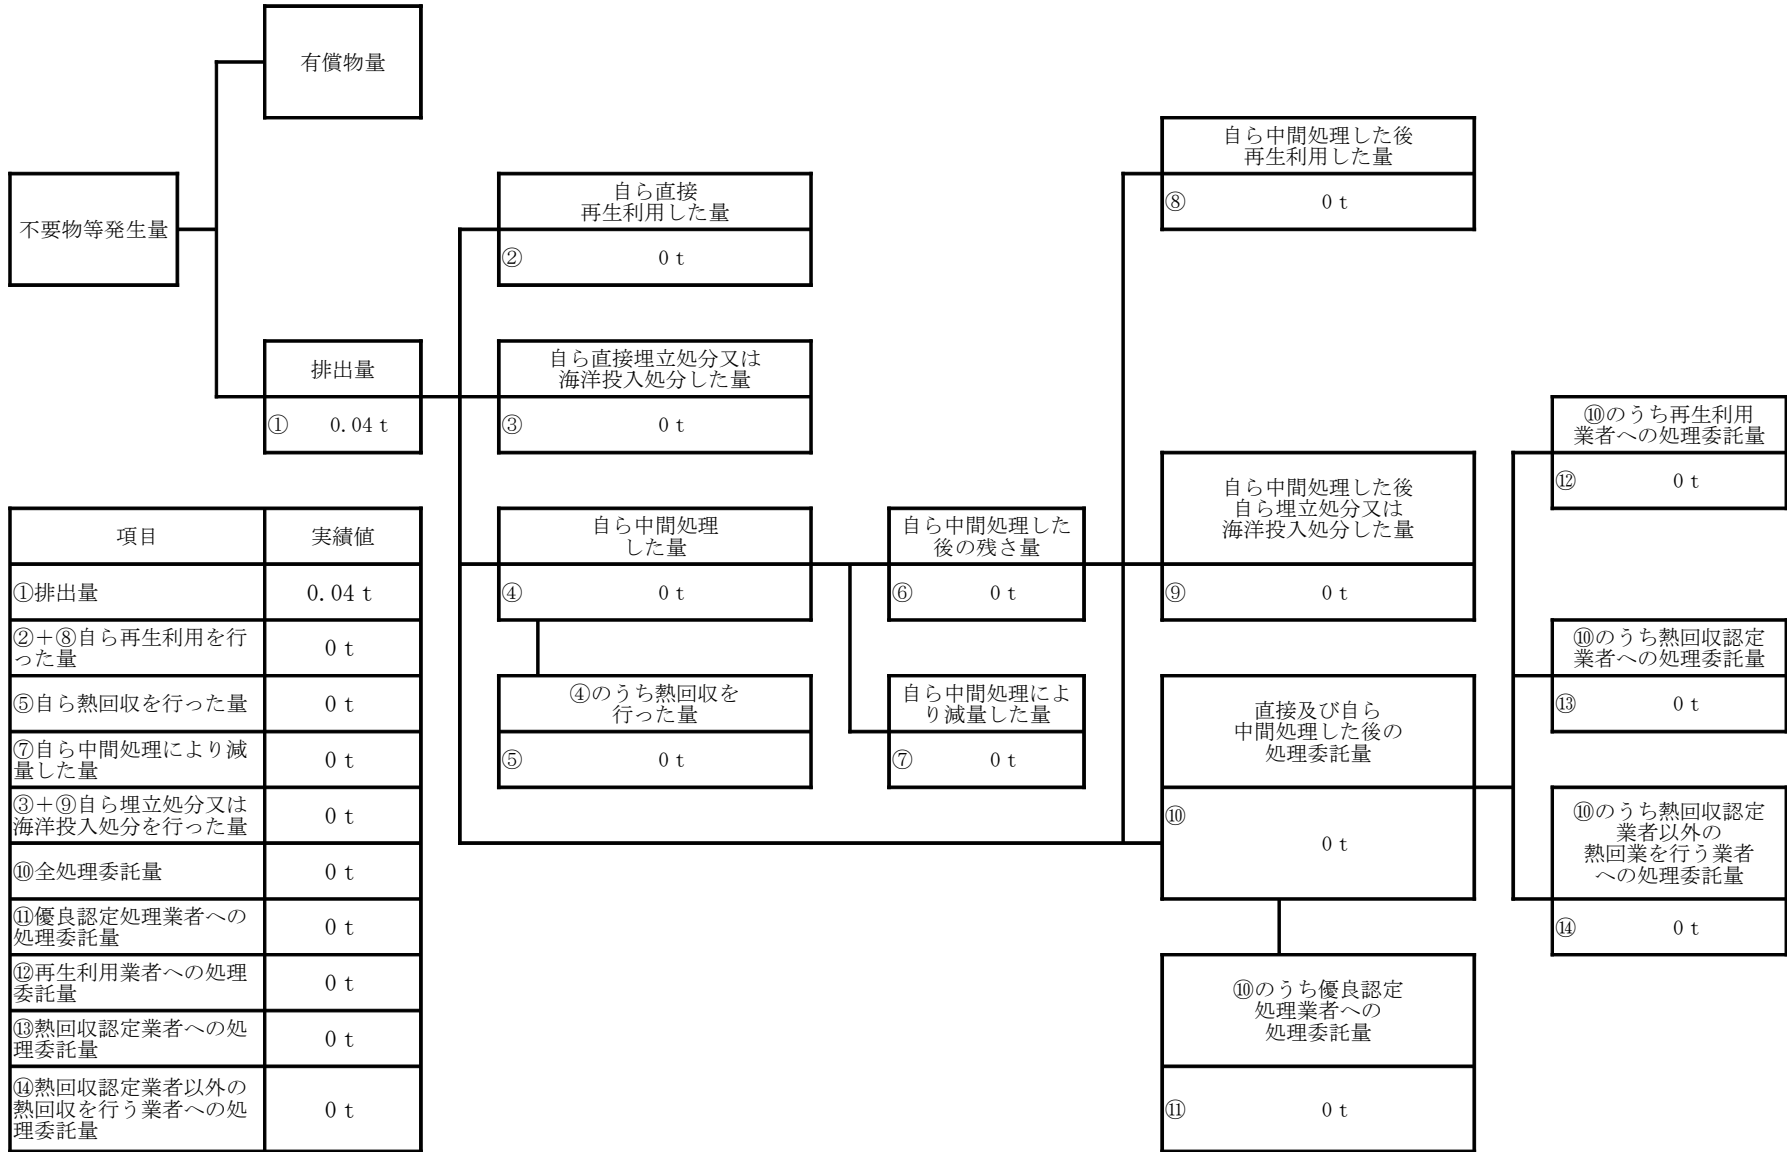 有償物量
不要物等発生量
排出量
① 0.04 t
自ら直接
再生利用した量
② 0 t
自ら直接埋立処分又は
海洋投入処分した量
③ 0 t
自ら中間処理
した量
④ 0 t
④のうち熱回収を
行った量
⑤ 0 t
自ら中間処理した
後の残さ量
⑥ 0 t
自ら中間処理によ
り減量した量
⑦ 0 t
自ら中間処理した後
再生利用した量
⑧ 0 t
自ら中間処理した後
自ら埋立処分又は
海洋投入処分した量
⑨ 0 t
直接及び自ら
中間処理した後の
処理委託量
⑩
0 t
⑩のうち優良認定
処理業者への
処理委託量
⑪ 0 t
⑩のうち再生利用
業者への処理委託量
⑫ 0 t
⑩のうち熱回収認定
業者への処理委託量
⑬ 0 t
⑩のうち熱回収認定
業者以外の
熱回業を行う業者
への処理委託量
⑭ 0 t
項目 実績値
①排出量 0.04 t
②+⑧自ら再生利用を行
った量 0 t
⑤自ら熱回収を行った量 0 t
⑦自ら中間処理により減
量した量 0 t
③+⑨自ら埋立処分又は
海洋投入処分を行った量 0 t
⑩全処理委託量 0 t
⑪優良認定処理業者への
処理委託量 0 t
⑫再生利用業者への処理
委託量 0 t
⑬熱回収認定業者への処
理委託量 0 t
⑭熱回収認定業者以外の
熱回収を行う業者への処
理委託量 0 t